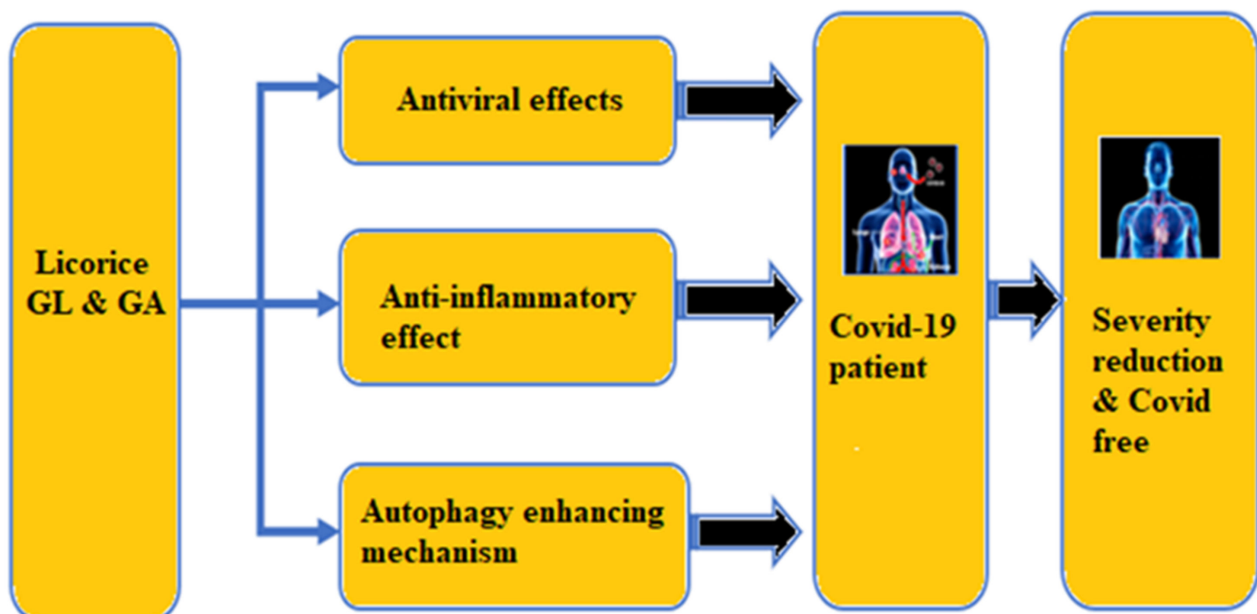 Licorice
GL & GA
Antiviral effects
Anti-inflammatory
effect
Autophagy enhancing
mechanism
Covid-19
patient
Severity
reduction
& Covid
free